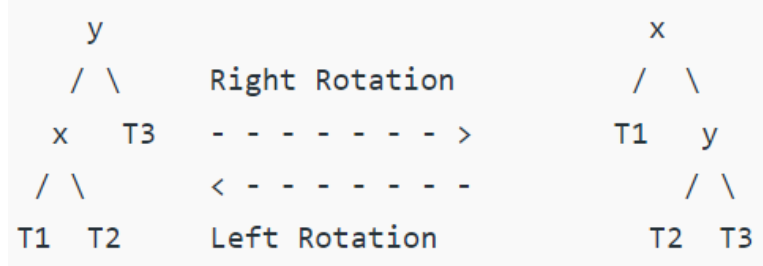 y x
/ \ Right Rotation / \
x T3 - - - - - - - > T1 y
/ \ < - - - - - - - / \
T1 T2 Left Rotation T2 T3